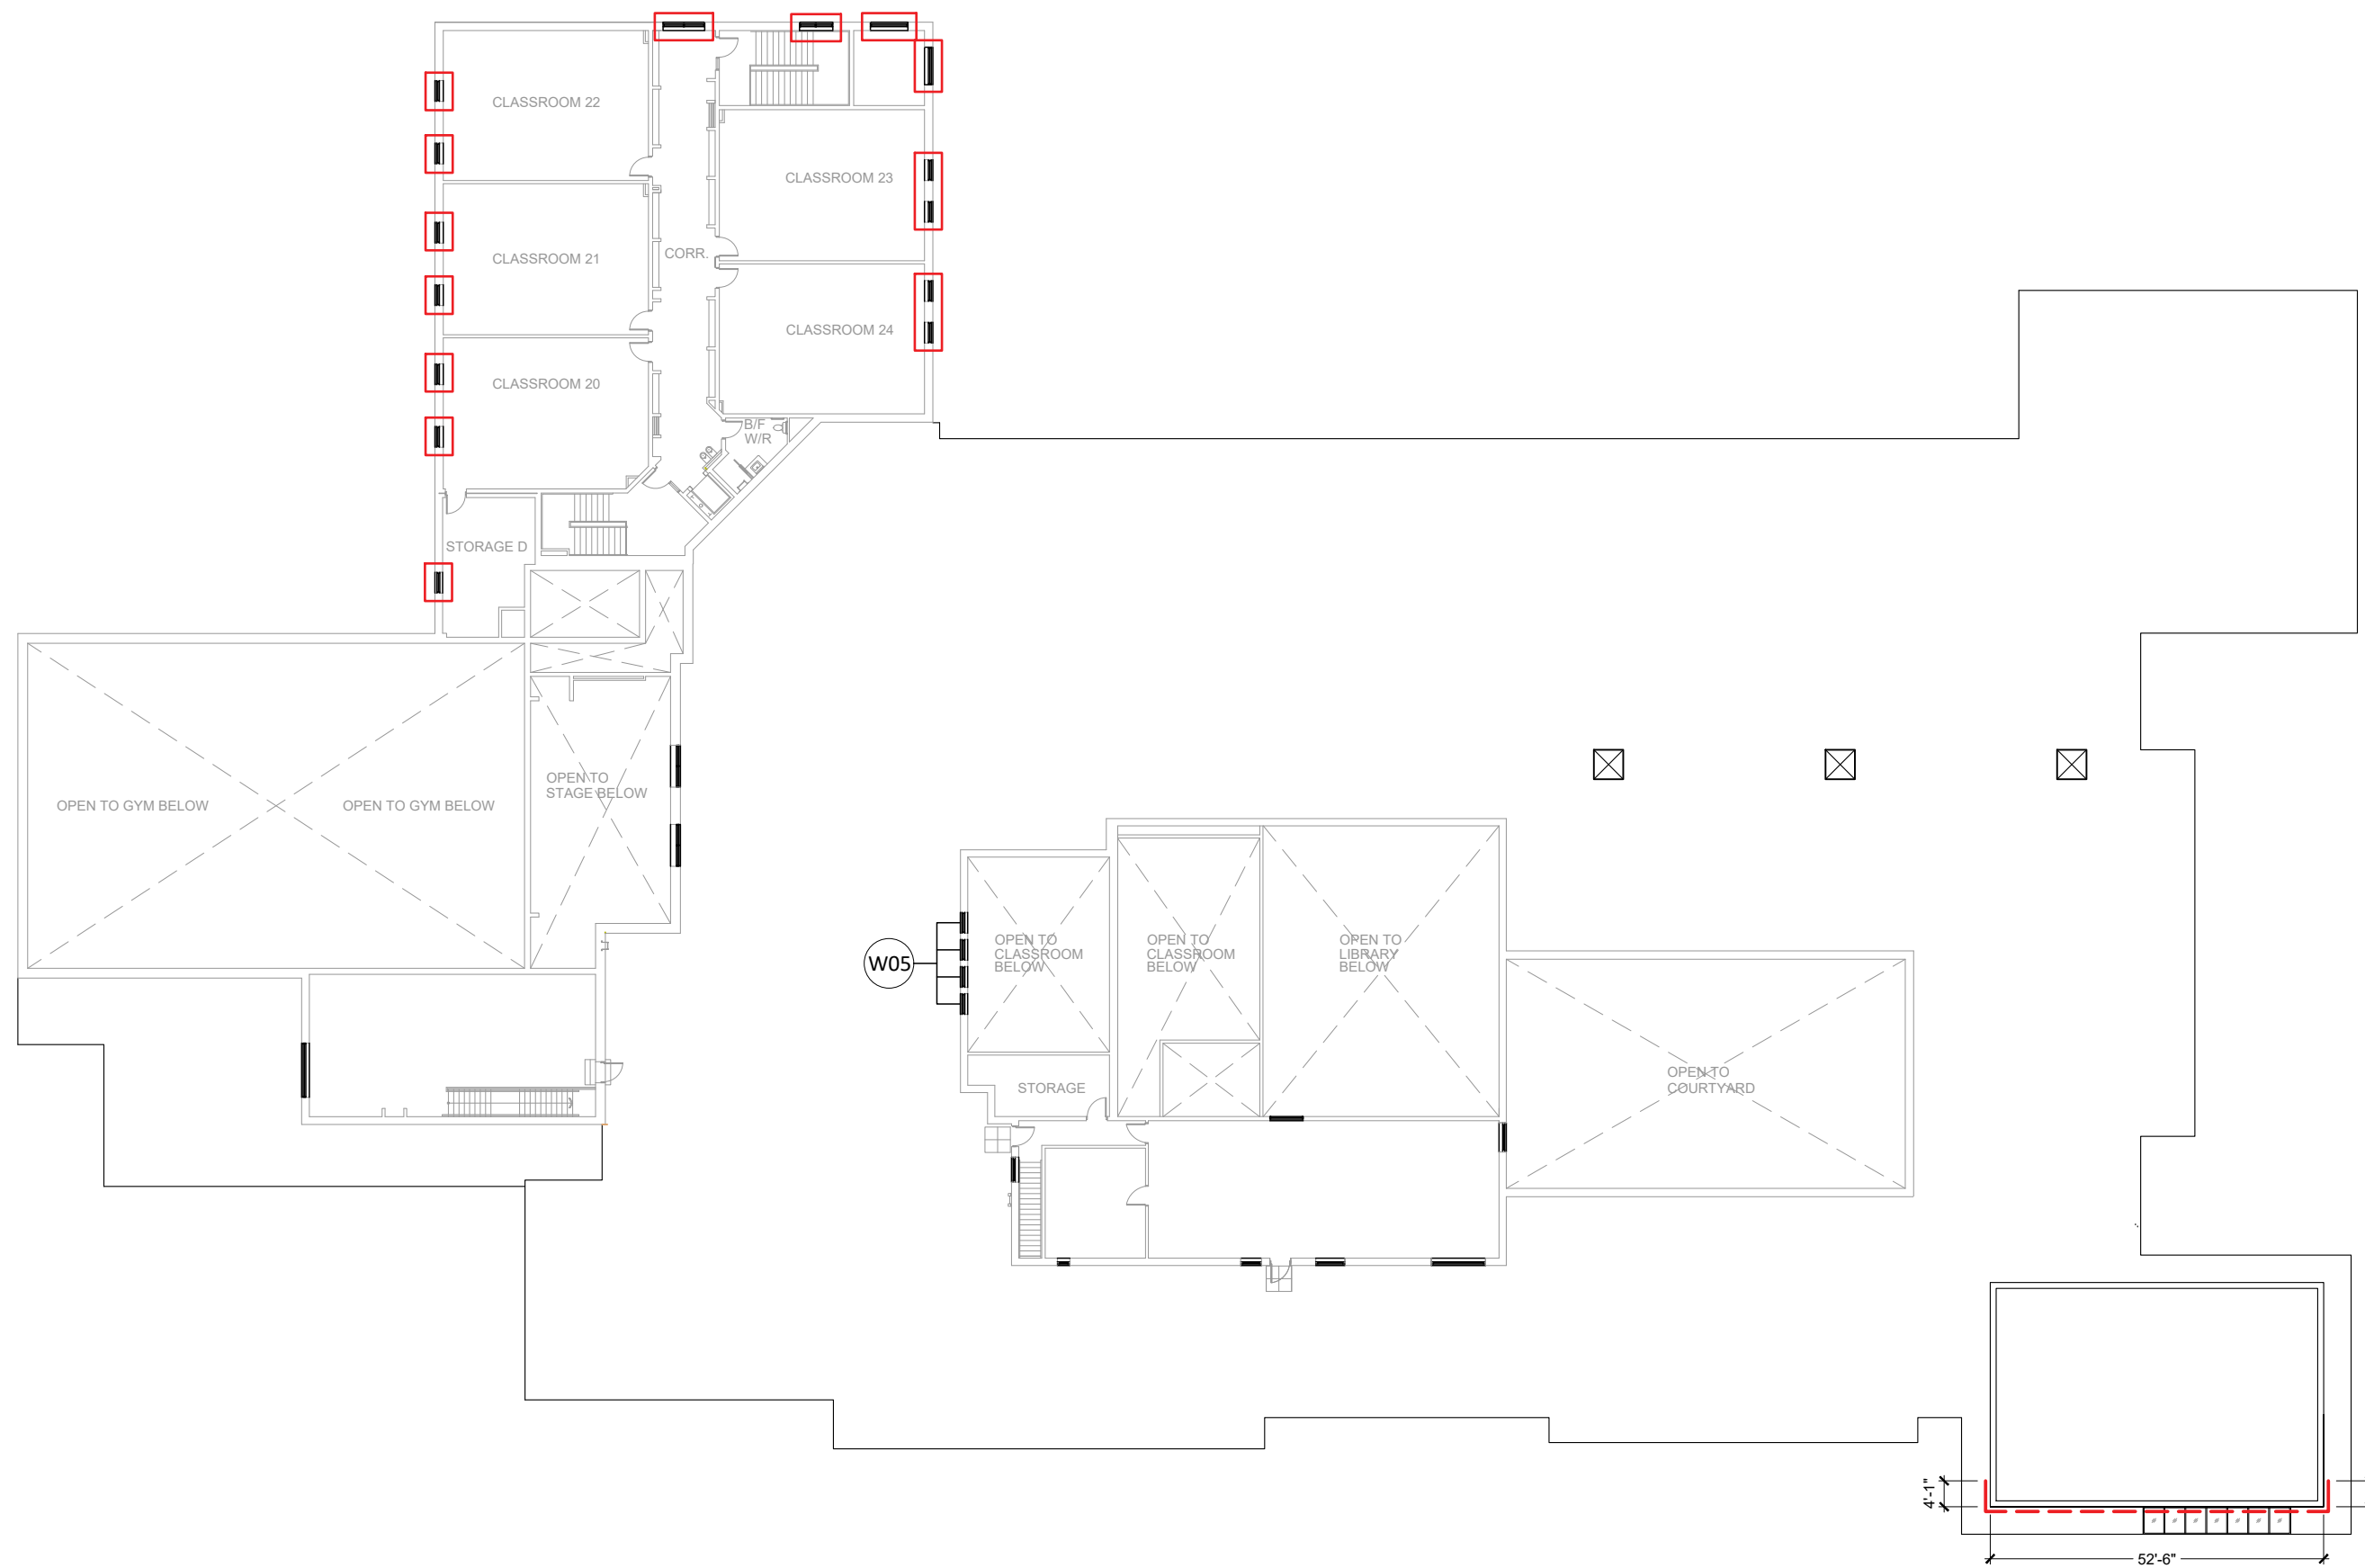 CLASSROOM 22
CLASSROOM 23
CLASSROOM 21
CORR.
CLASSROOM 24
CLASSROOM 20
B/F
W/R
STORAGE D
OPEN TO GYM BELOW
OPEN TO GYM BELOW
OPEN TO
STAGE BELOW
W05
OPEN TO
CLASSROOM
BELOW
OPEN TO
CLASSROOM
BELOW
OPEN TO
LIBRARY
BELOW
STORAGE
OPEN TO
COURTYARD
4'-1"
52'-6"